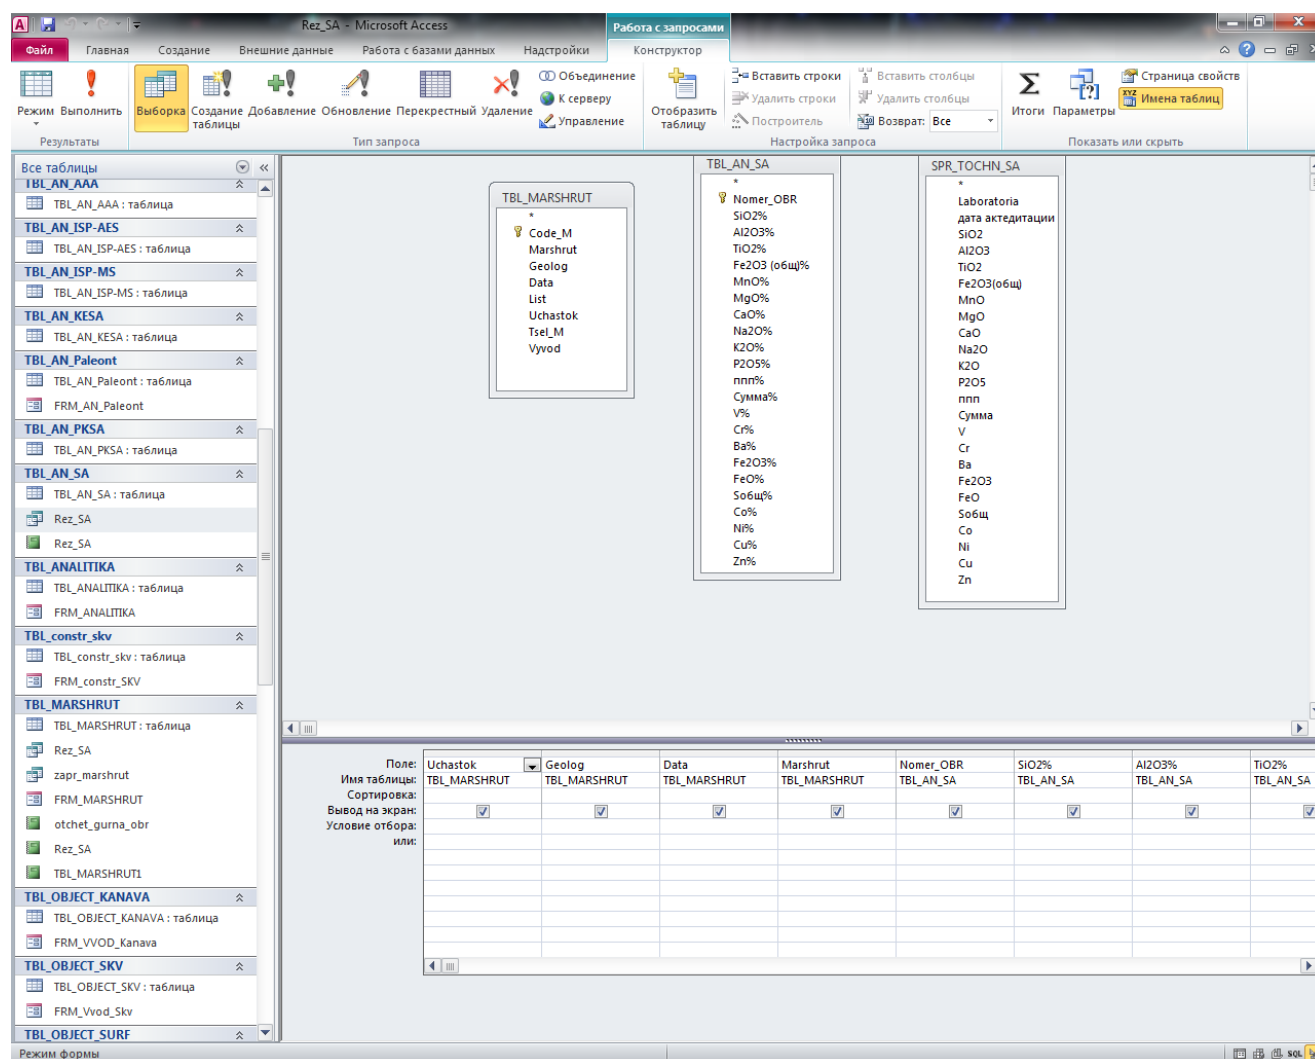 Rez_SA - Microsoft Access
Работа с запросами
Файл Главная Создание Внешние данные Работа с базами данных Надстройки Конструктор
Режим Выполнить Выборка Создание таблицы Добавление Обновление Перекрестный Удаление
Объединение
К серверу
Управление
Отобразить таблицу
Вставить строки
Удалить строки
Построитель
Вставить столбцы
Удалить столбцы
Возврат: Все
Итоги Параметры
Страница свойств
Имена таблиц
Результаты Тип запроса Настройка запроса Показать или скрыть
Все таблицы
TBL_AN_AAA
TBL_AN_AAA : таблица
TBL_AN_ISP-AES
TBL_AN_ISP-AES : таблица
TBL_AN_ISP-MS
TBL_AN_ISP-MS : таблица
TBL_AN_KESA
TBL_AN_KESA : таблица
TBL_AN_Paleont
TBL_AN_Paleont : таблица
FRM_AN_Paleont
TBL_AN_PKSA
TBL_AN_PKSA : таблица
TBL_AN_SA
TBL_AN_SA : таблица
Rez_SA
Rez_SA
TBL_ANALITIKA
TBL_ANALITIKA : таблица
FRM_ANALITIKA
TBL_constr_skv
TBL_constr_skv : таблица
FRM_constr_SKV
TBL_MARSHRUT
TBL_MARSHRUT : таблица
Rez_SA
zapr_marshrut
FRM_MARSHRUT
otchet_gurna_obr
Rez_SA
TBL_MARSHRUT1
TBL_OBJECT_KANAVA
TBL_OBJECT_KANAVA : таблица
FRM_VVOD_Kanava
TBL_OBJECT_SKV
TBL_OBJECT_SKV : таблица
FRM_Vvod_Skv
TBL_OBJECT_SURF
TBL_MARSHRUT
*
Code_M
Marshrut
Geolog
Data
List
Uchastok
Tsel_M
Vyvod
TBL_AN_SA
*
Nomer_OBR
SiO2%
Al2O3%
TiO2%
Fe2O3 (общ)%
MnO%
MgO%
CaO%
Na2O%
K2O%
P2O5%
ппп%
Сумма%
V%
Cr%
Ba%
Fe2O3%
FeO%
Sобщ%
Co%
Ni%
Cu%
Zn%
SPR_TOCHN_SA
*
Laboratoria
дата актедитации
SiO2
Al2O3
TiO2
Fe2O3(общ)
MnO
MgO
CaO
Na2O
K2O
P2O5
ппп
Сумма
V
Cr
Ba
Fe2O3
FeO
Sобщ
Co
Ni
Cu
Zn
Поле: Uchastok Geolog Data Marshrut Nomer_OBR SiO2% Al2O3% TiO2%
Имя таблицы: TBL_MARSHRUT TBL_MARSHRUT TBL_MARSHRUT TBL_MARSHRUT TBL_AN_SA TBL_AN_SA TBL_AN_SA TBL_AN_SA
Сортировка:
Вывод на экран:
Условие отбора:
или:
Режим формы
SQL